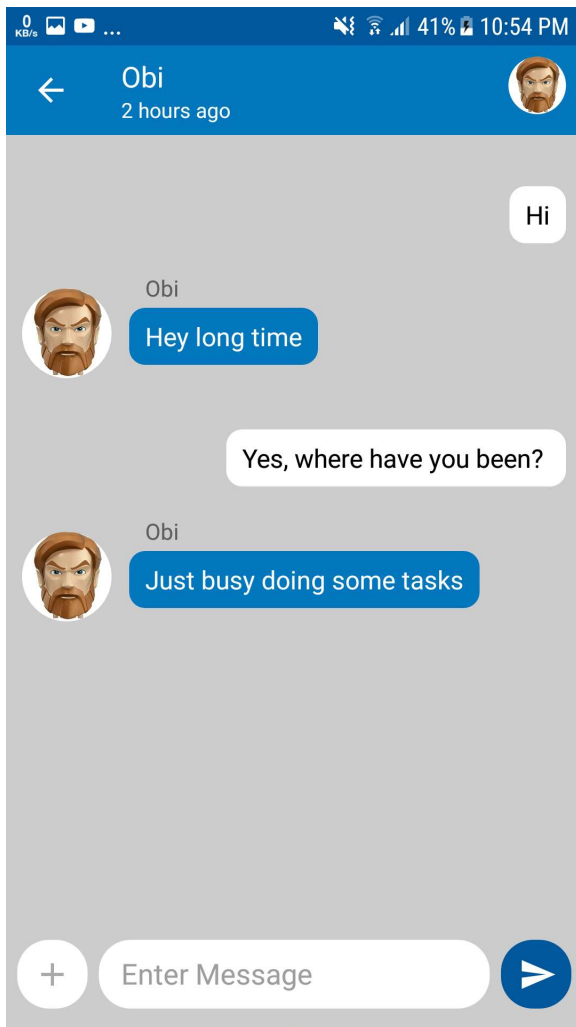 0
KB/s ... 41% 10:54 PM
Obi
2 hours ago
Hi
Obi
Hey long time
Yes, where have you been?
Obi
Just busy doing some tasks
+ Enter Message